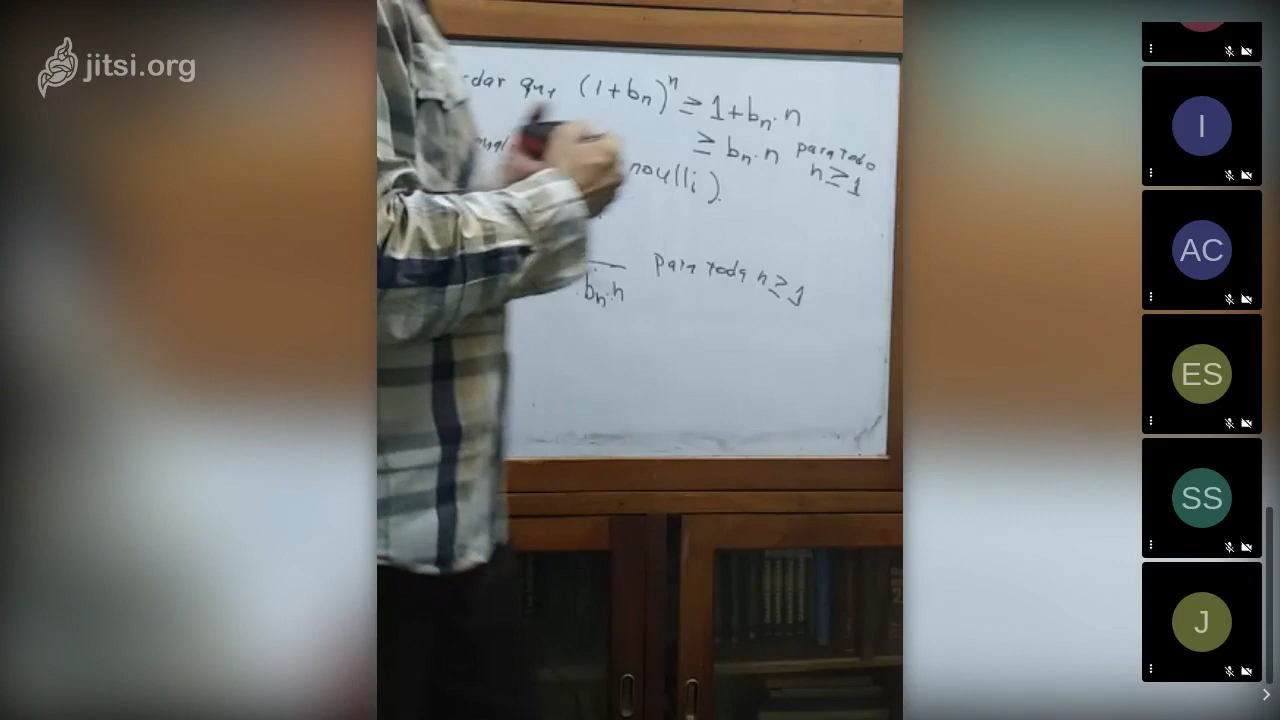 jitsi.org
que (1+bₙ)ⁿ ≥ 1+bₙ.n
≥ bₙ.n para todo
n≥1
noulli).
para toda n≥1
bₙ.n
I
AC
ES
SS
J